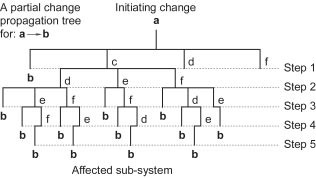 A partial change Initiating change
propagation tree a
for: a→b
b c d f Step 1
d e f Step 2
b e f b f b d e Step 3
b f b e b d b e b Step 4
b b b b Step 5
Affected sub-system